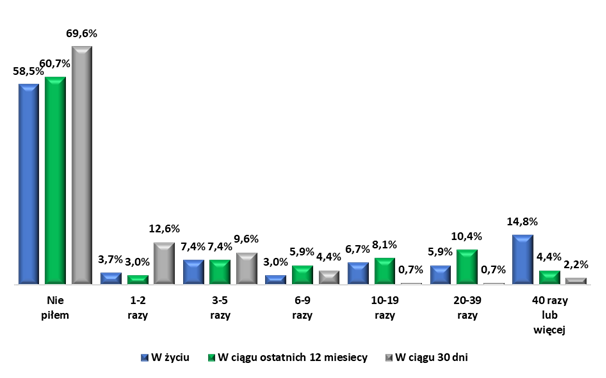 69,6%
58,5% 60,7%
12,6%
14,8%
3,7% 3,0%
7,4% 7,4% 9,6%
3,0% 5,9% 4,4%
6,7% 8,1% 0,7%
5,9% 10,4% 0,7%
4,4% 2,2%
Nie piłem
1-2 razy
3-5 razy
6-9 razy
10-19 razy
20-39 razy
40 razy lub więcej
W życiu
W ciągu ostatnich 12 miesiecy
W ciągu 30 dni